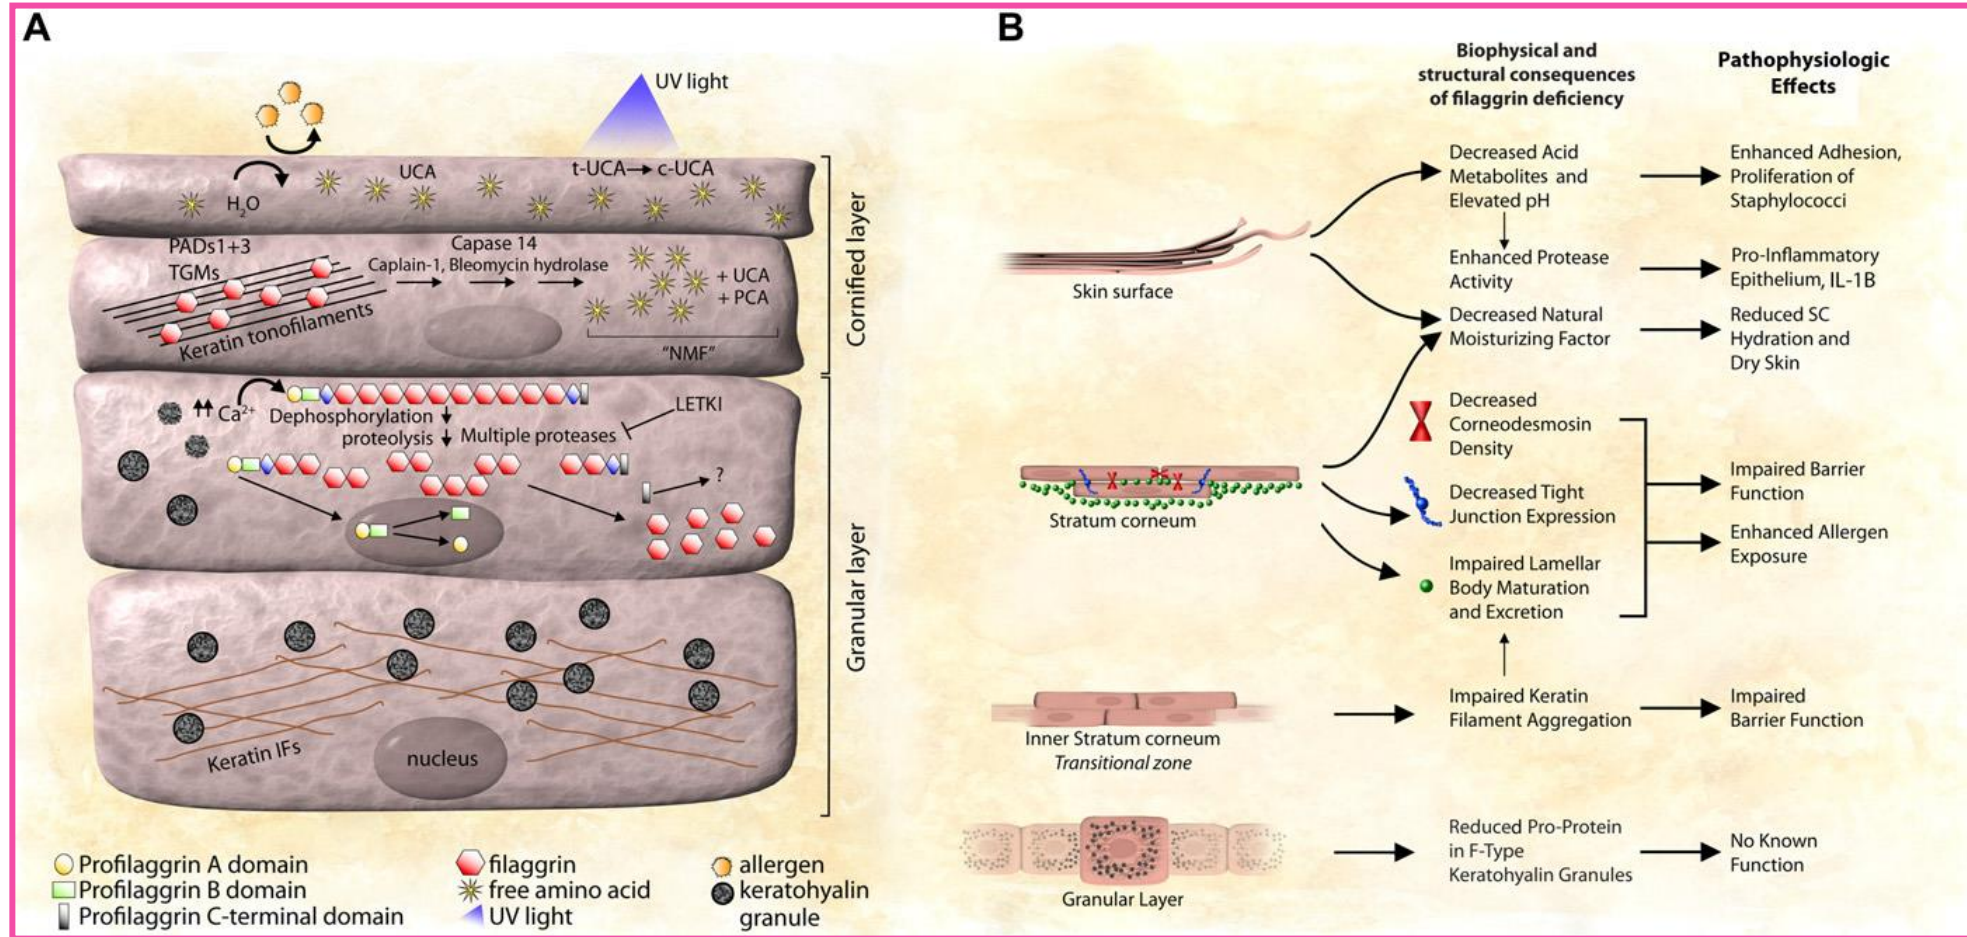 A
UV light
UCA
t-UCA → c-UCA
H₂O
PADs1+3
TGMs
Capase 14
Caplain-1, Bleomycin hydrolase
+ UCA
+ PCA
Keratin tonofilaments
"NMF"
Cornified layer
Ca²⁺
Dephosphorylation
proteolysis
Multiple proteases
LETKI
?
Granular layer
Keratin IFs
nucleus
Profilaggrin A domain
Profilaggrin B domain
Profilaggrin C-terminal domain
filaggrin
free amino acid
UV light
allergen
keratohyalin
granule
B
Biophysical and
structural consequences
of filaggrin deficiency
Pathophysiologic
Effects
Skin surface
Decreased Acid
Metabolites and
Elevated pH
Enhanced Adhesion,
Proliferation of
Staphylococci
Enhanced Protease
Activity
Pro-Inflammatory
Epithelium, IL-1B
Decreased Natural
Moisturizing Factor
Reduced SC
Hydration and
Dry Skin
Stratum corneum
Decreased
Corneodesmosin
Density
Decreased Tight
Junction Expression
Impaired Lamellar
Body Maturation
and Excretion
Impaired Barrier
Function
Enhanced Allergen
Exposure
Inner Stratum corneum
Transitional zone
Impaired Keratin
Filament Aggregation
Impaired
Barrier Function
Granular Layer
Reduced Pro-Protein
in F-Type
Keratohyalin Granules
No Known
Function